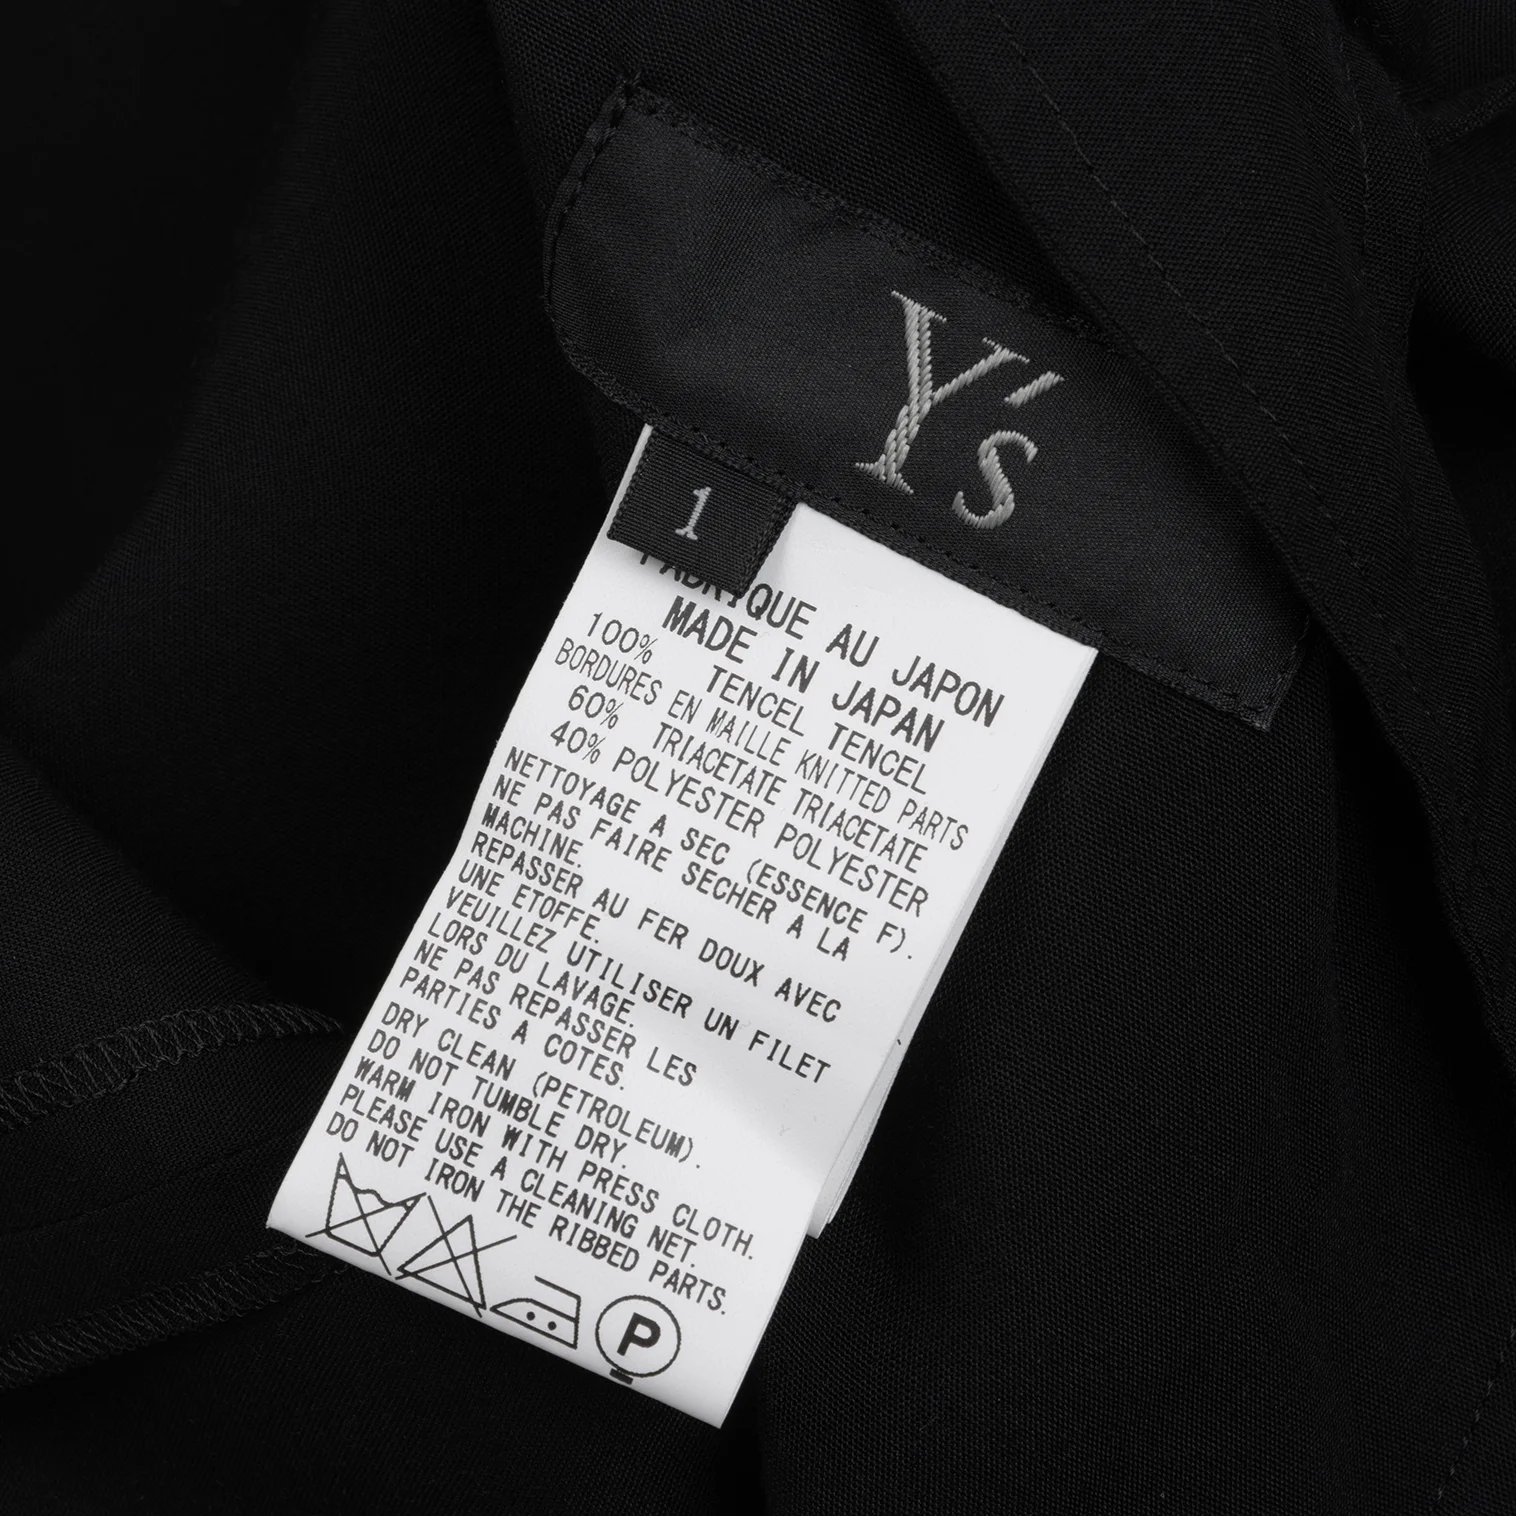 Y's
1
FABRIQUE AU JAPON
MADE IN JAPAN
100% TENCEL TENCEL
BORDURES EN MAILLE KNITTED PARTS
60% TRIACETATE TRIACETATE
40% POLYESTER POLYESTER
NETTOYAGE A SEC (ESSENCE F).
NE PAS FAIRE SECHER A LA
MACHINE.
REPASSER AU FER DOUX AVEC
UNE ETOFFE.
VEUILLEZ UTILISER UN FILET
LORS DU LAVAGE.
NE PAS REPASSER LES
PARTIES A COTES.
DRY CLEAN (PETROLEUM).
DO NOT TUMBLE DRY.
WARM IRON WITH PRESS CLOTH.
PLEASE USE A CLEANING NET.
DO NOT IRON THE RIBBED PARTS.
P